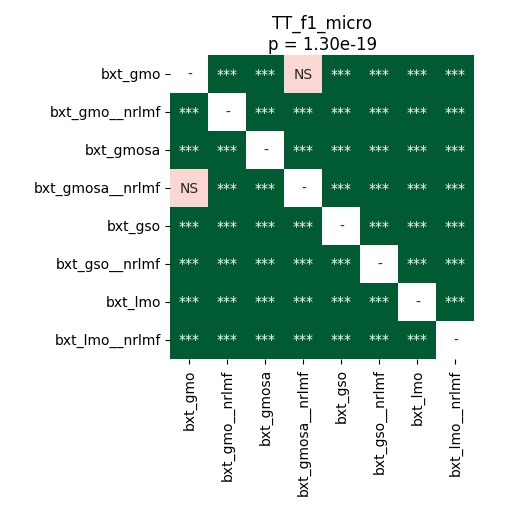 TT_f1_micro
p = 1.30e-19
bxt_gmo - *** *** NS *** *** *** ***
bxt_gmo__nrlmf *** - *** *** *** *** *** ***
bxt_gmosa *** *** - *** *** *** *** ***
bxt_gmosa__nrlmf NS *** *** - *** *** *** ***
bxt_gso *** *** *** *** - *** *** ***
bxt_gso__nrlmf *** *** *** *** *** - *** ***
bxt_lmo *** *** *** *** *** *** - ***
bxt_lmo__nrlmf *** *** *** *** *** *** *** -
bxt_gmo
bxt_gmo__nrlmf
bxt_gmosa
bxt_gmosa__nrlmf
bxt_gso
bxt_gso__nrlmf
bxt_lmo
bxt_lmo__nrlmf